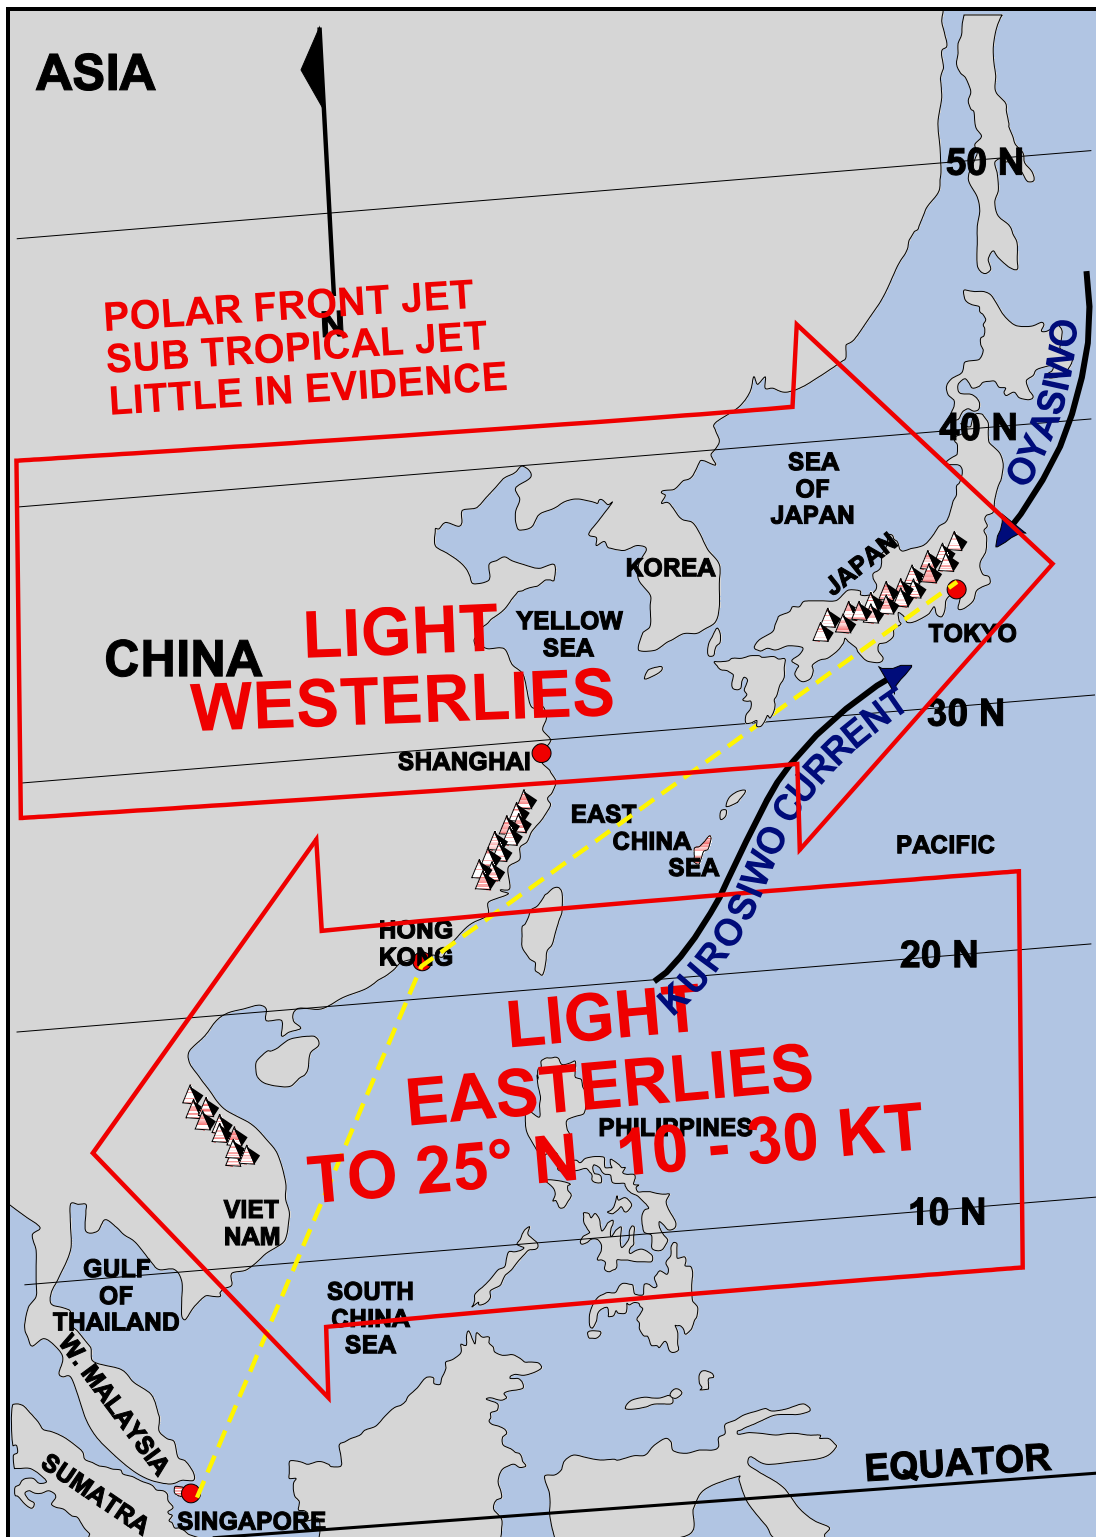 ASIA
50 N
POLAR FRONT JET
SUB TROPICAL JET
LITTLE IN EVIDENCE
N
OYASIWO
40 N
SEA
OF
JAPAN
JAPAN
KOREA
LIGHT
WESTERLIES
YELLOW
SEA
CHINA
TOKYO
30 N
SHANGHAI
EAST
CHINA
SEA
KUROSIWO CURRENT
PACIFIC
HONG
KONG
20 N
LIGHT
EASTERLIES
TO 25° N 10 - 30 KT
PHILIPPINES
VIET
NAM
10 N
GULF
OF
THAILAND
SOUTH
CHINA
SEA
W. MALAYSIA
SUMATRA
SINGAPORE
EQUATOR